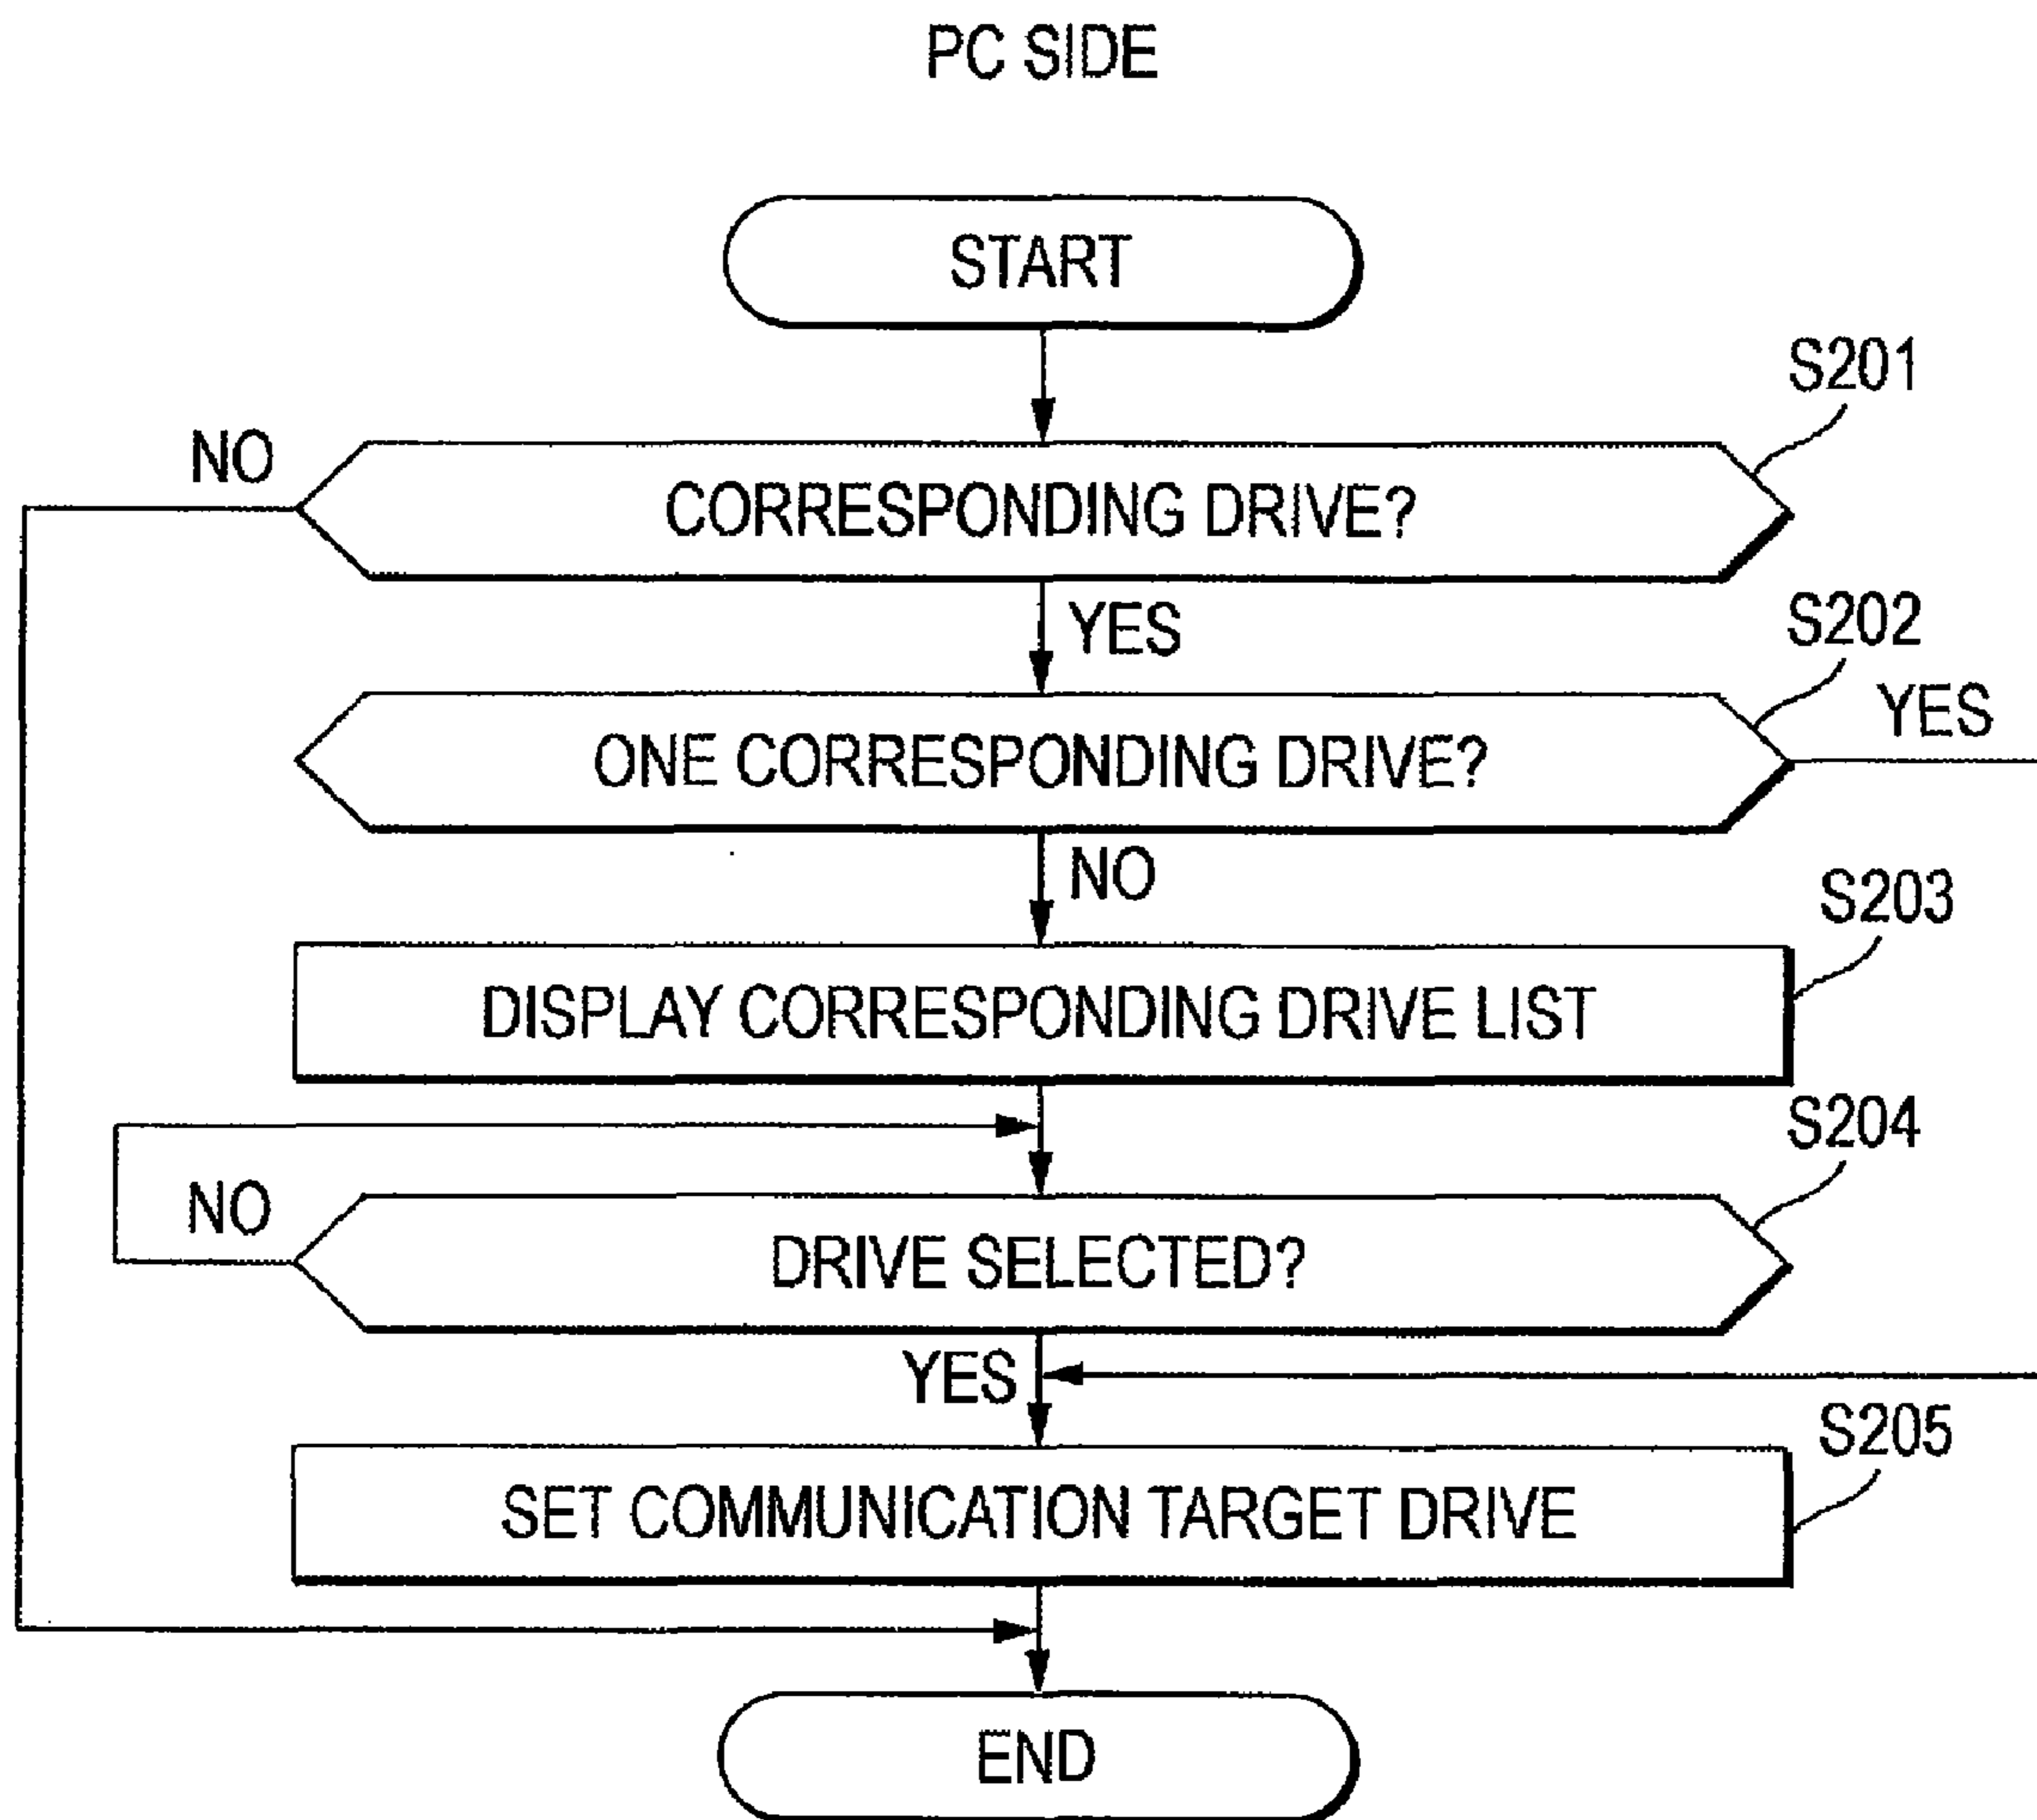 PC SIDE
START
S201
NO
CORRESPONDING DRIVE?
YES
S202
YES
ONE CORRESPONDING DRIVE?
NO
S203
DISPLAY CORRESPONDING DRIVE LIST
S204
NO
DRIVE SELECTED?
YES
S205
SET COMMUNICATION TARGET DRIVE
END